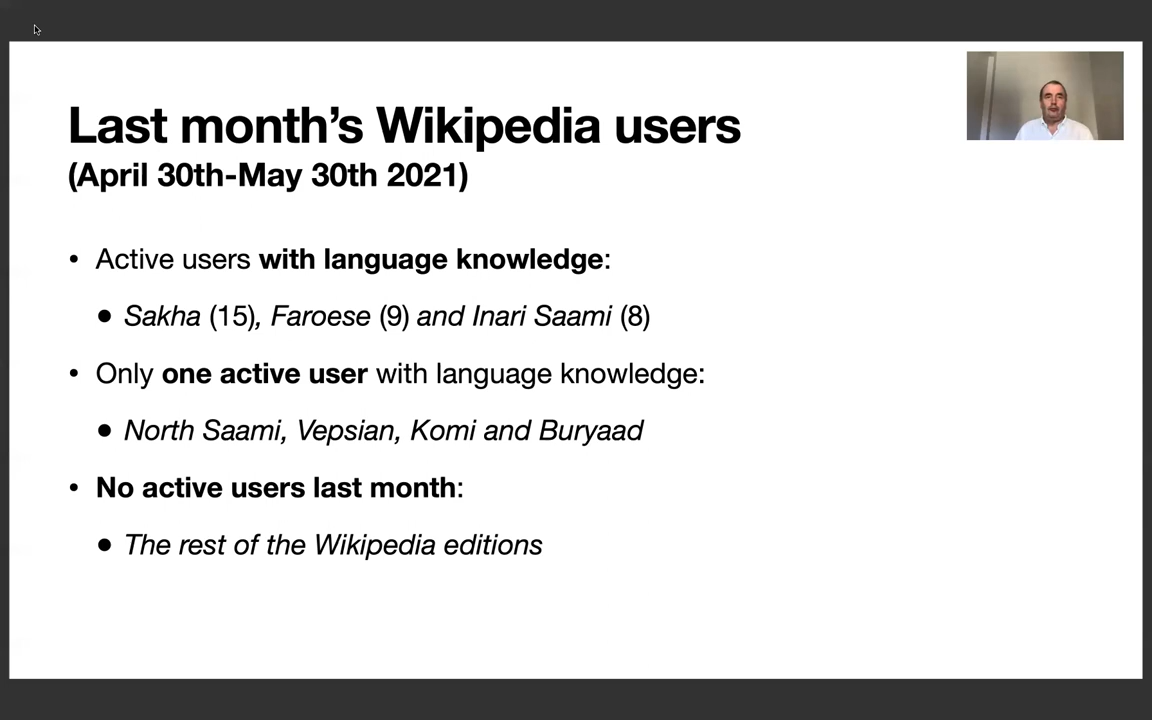 Last month’s Wikipedia users
(April 30th-May 30th 2021)
• Active users with language knowledge:
● Sakha (15), Faroese (9) and Inari Saami (8)
• Only one active user with language knowledge:
● North Saami, Vepsian, Komi and Buryaad
• No active users last month:
● The rest of the Wikipedia editions